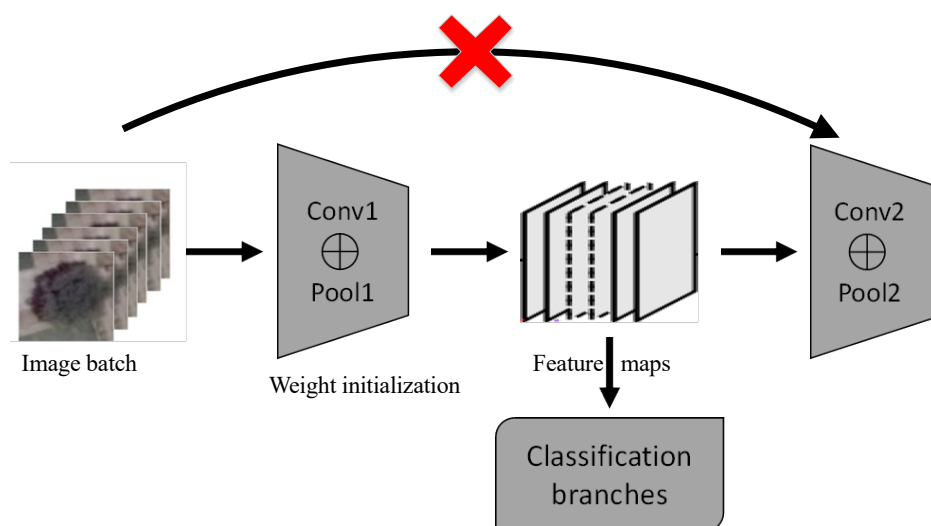 Conv1
Pool1
Conv2
Pool2
Image batch
Weight initialization
Feature maps
Classification
branches